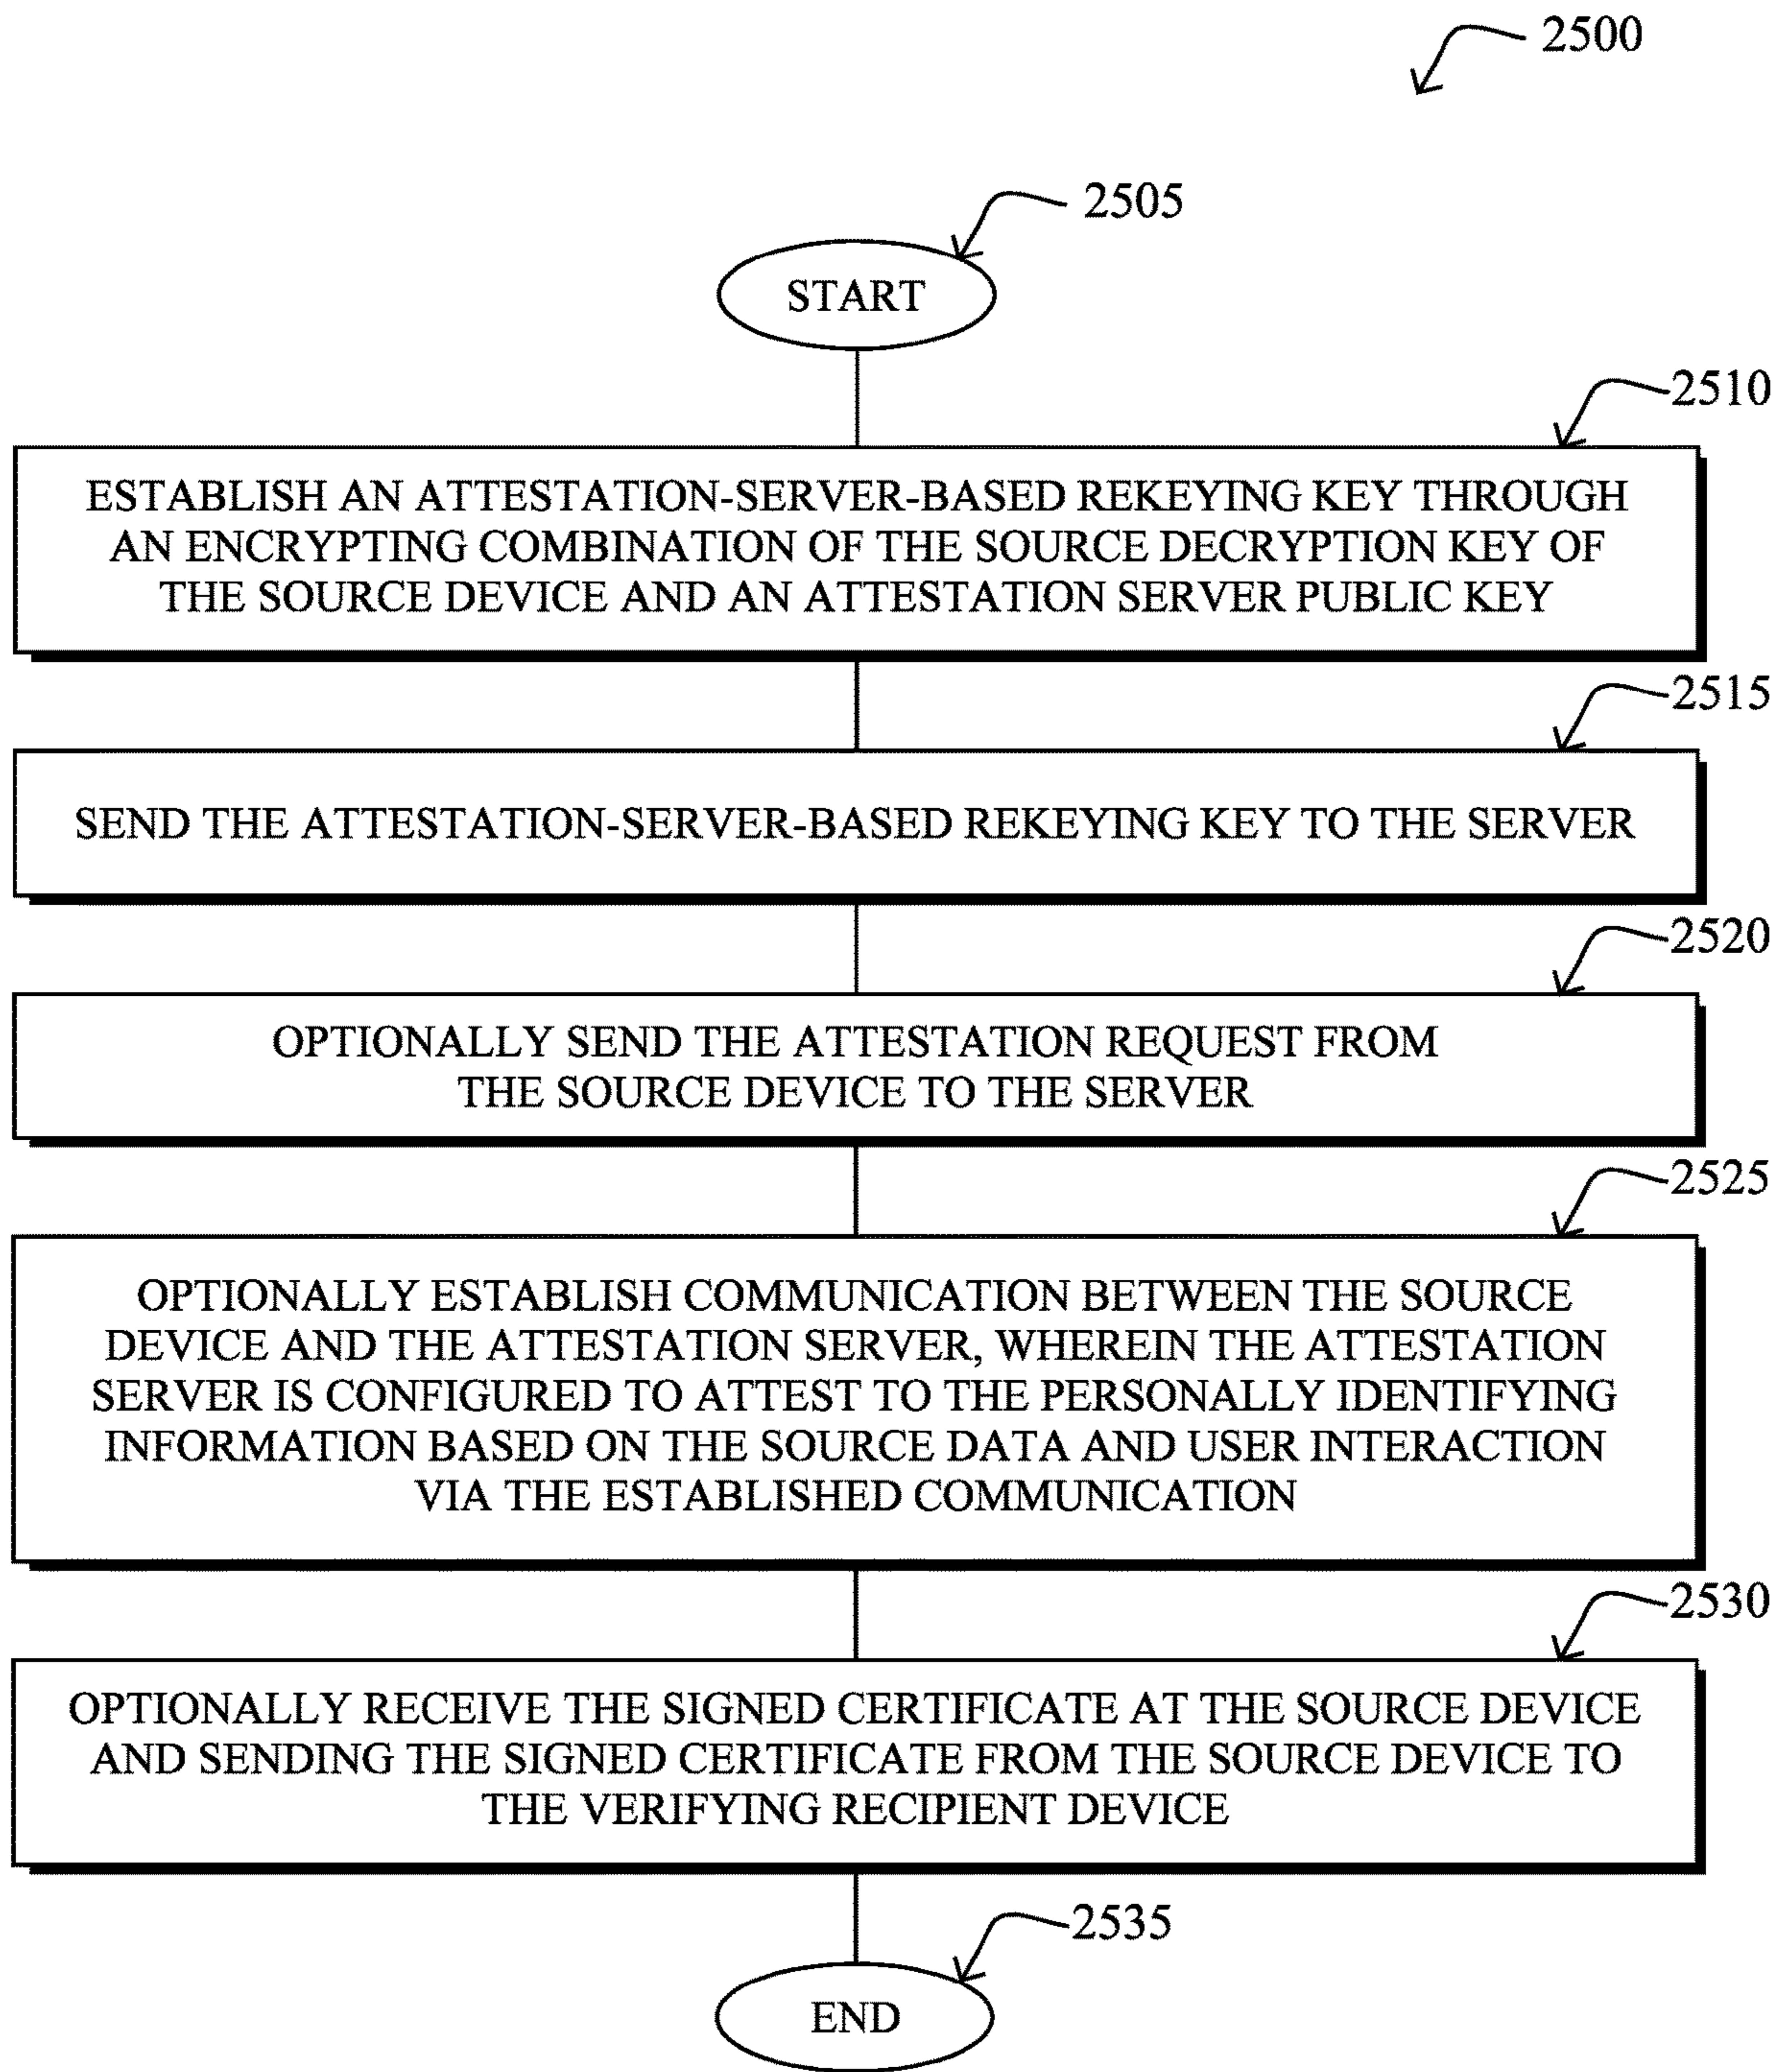 2500
2505
START
2510
ESTABLISH AN ATTESTATION-SERVER-BASED REKEYING KEY THROUGH
AN ENCRYPTING COMBINATION OF THE SOURCE DECRYPTION KEY OF
THE SOURCE DEVICE AND AN ATTESTATION SERVER PUBLIC KEY
2515
SEND THE ATTESTATION-SERVER-BASED REKEYING KEY TO THE SERVER
2520
OPTIONALLY SEND THE ATTESTATION REQUEST FROM
THE SOURCE DEVICE TO THE SERVER
2525
OPTIONALLY ESTABLISH COMMUNICATION BETWEEN THE SOURCE
DEVICE AND THE ATTESTATION SERVER, WHEREIN THE ATTESTATION
SERVER IS CONFIGURED TO ATTEST TO THE PERSONALLY IDENTIFYING
INFORMATION BASED ON THE SOURCE DATA AND USER INTERACTION
VIA THE ESTABLISHED COMMUNICATION
2530
OPTIONALLY RECEIVE THE SIGNED CERTIFICATE AT THE SOURCE DEVICE
AND SENDING THE SIGNED CERTIFICATE FROM THE SOURCE DEVICE TO
THE VERIFYING RECIPIENT DEVICE
2535
END